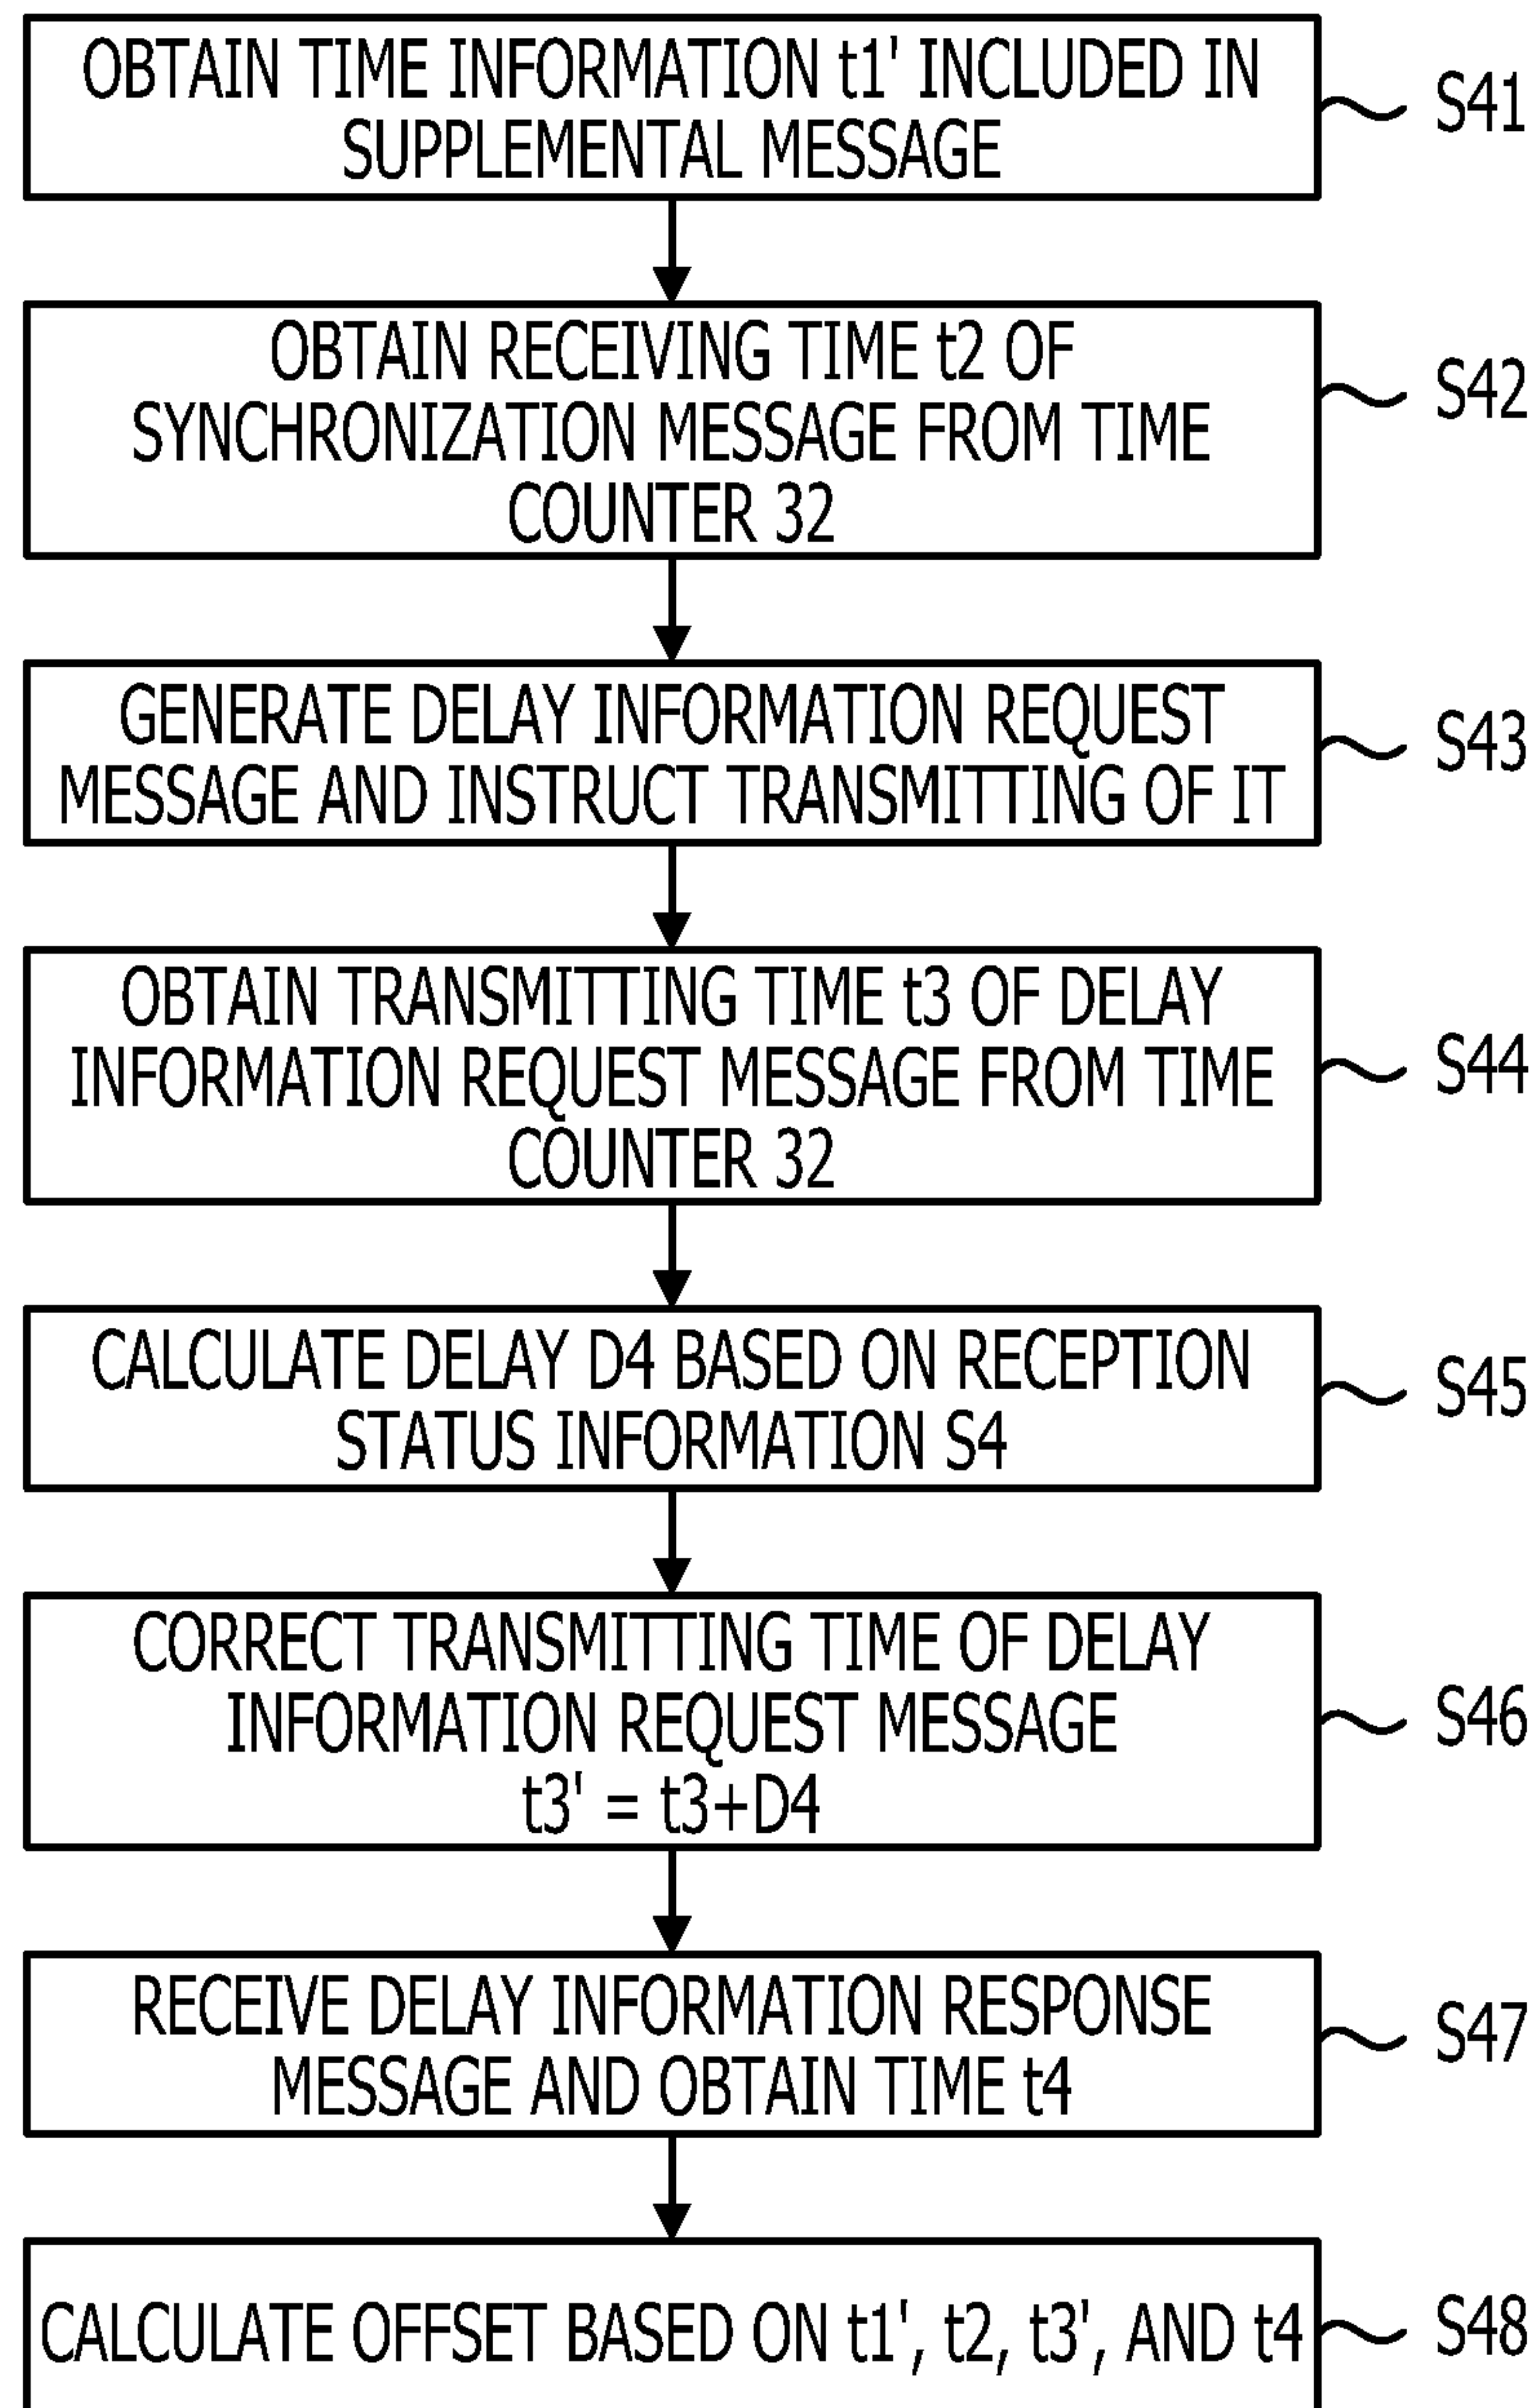 OBTAIN TIME INFORMATION t1' INCLUDED IN
SUPPLEMENTAL MESSAGE
S41
OBTAIN RECEIVING TIME t2 OF
SYNCHRONIZATION MESSAGE FROM TIME
COUNTER 32
S42
GENERATE DELAY INFORMATION REQUEST
MESSAGE AND INSTRUCT TRANSMITTING OF IT
S43
OBTAIN TRANSMITTING TIME t3 OF DELAY
INFORMATION REQUEST MESSAGE FROM TIME
COUNTER 32
S44
CALCULATE DELAY D4 BASED ON RECEPTION
STATUS INFORMATION S4
S45
CORRECT TRANSMITTING TIME OF DELAY
INFORMATION REQUEST MESSAGE
t3' = t3+D4
S46
RECEIVE DELAY INFORMATION RESPONSE
MESSAGE AND OBTAIN TIME t4
S47
CALCULATE OFFSET BASED ON t1', t2, t3', AND t4
S48